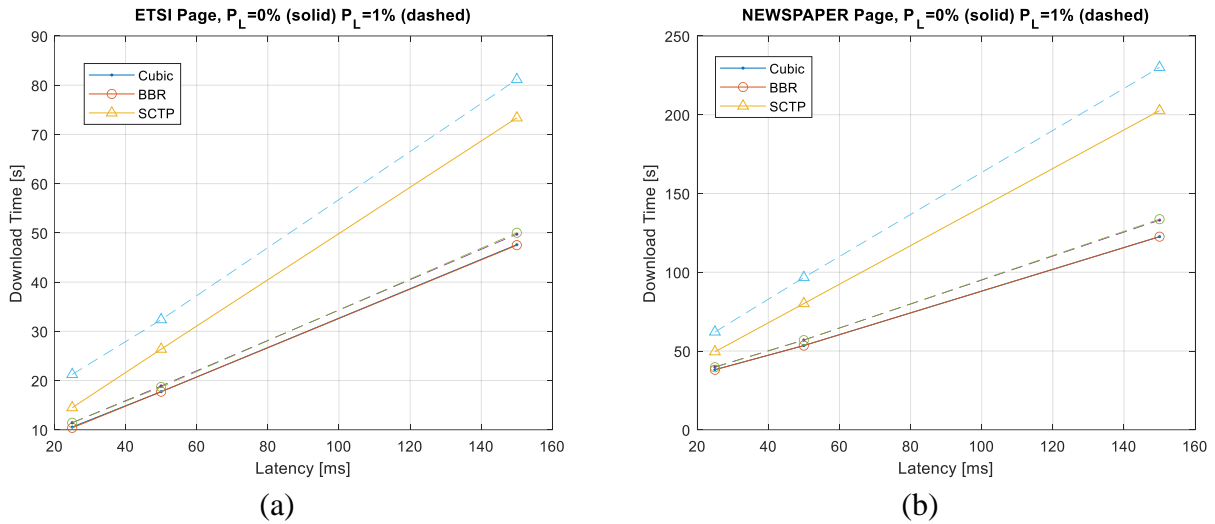 ETSI Page, P_L=0% (solid) P_L=1% (dashed)
90
80
70
60
50
40
30
20
10
Download Time [s]
Cubic
BBR
SCTP
20 40 60 80 100 120 140 160
Latency [ms]
(a)
NEWSPAPER Page, P_L=0% (solid) P_L=1% (dashed)
250
200
150
100
50
0
Download Time [s]
Cubic
BBR
SCTP
20 40 60 80 100 120 140 160
Latency [ms]
(b)